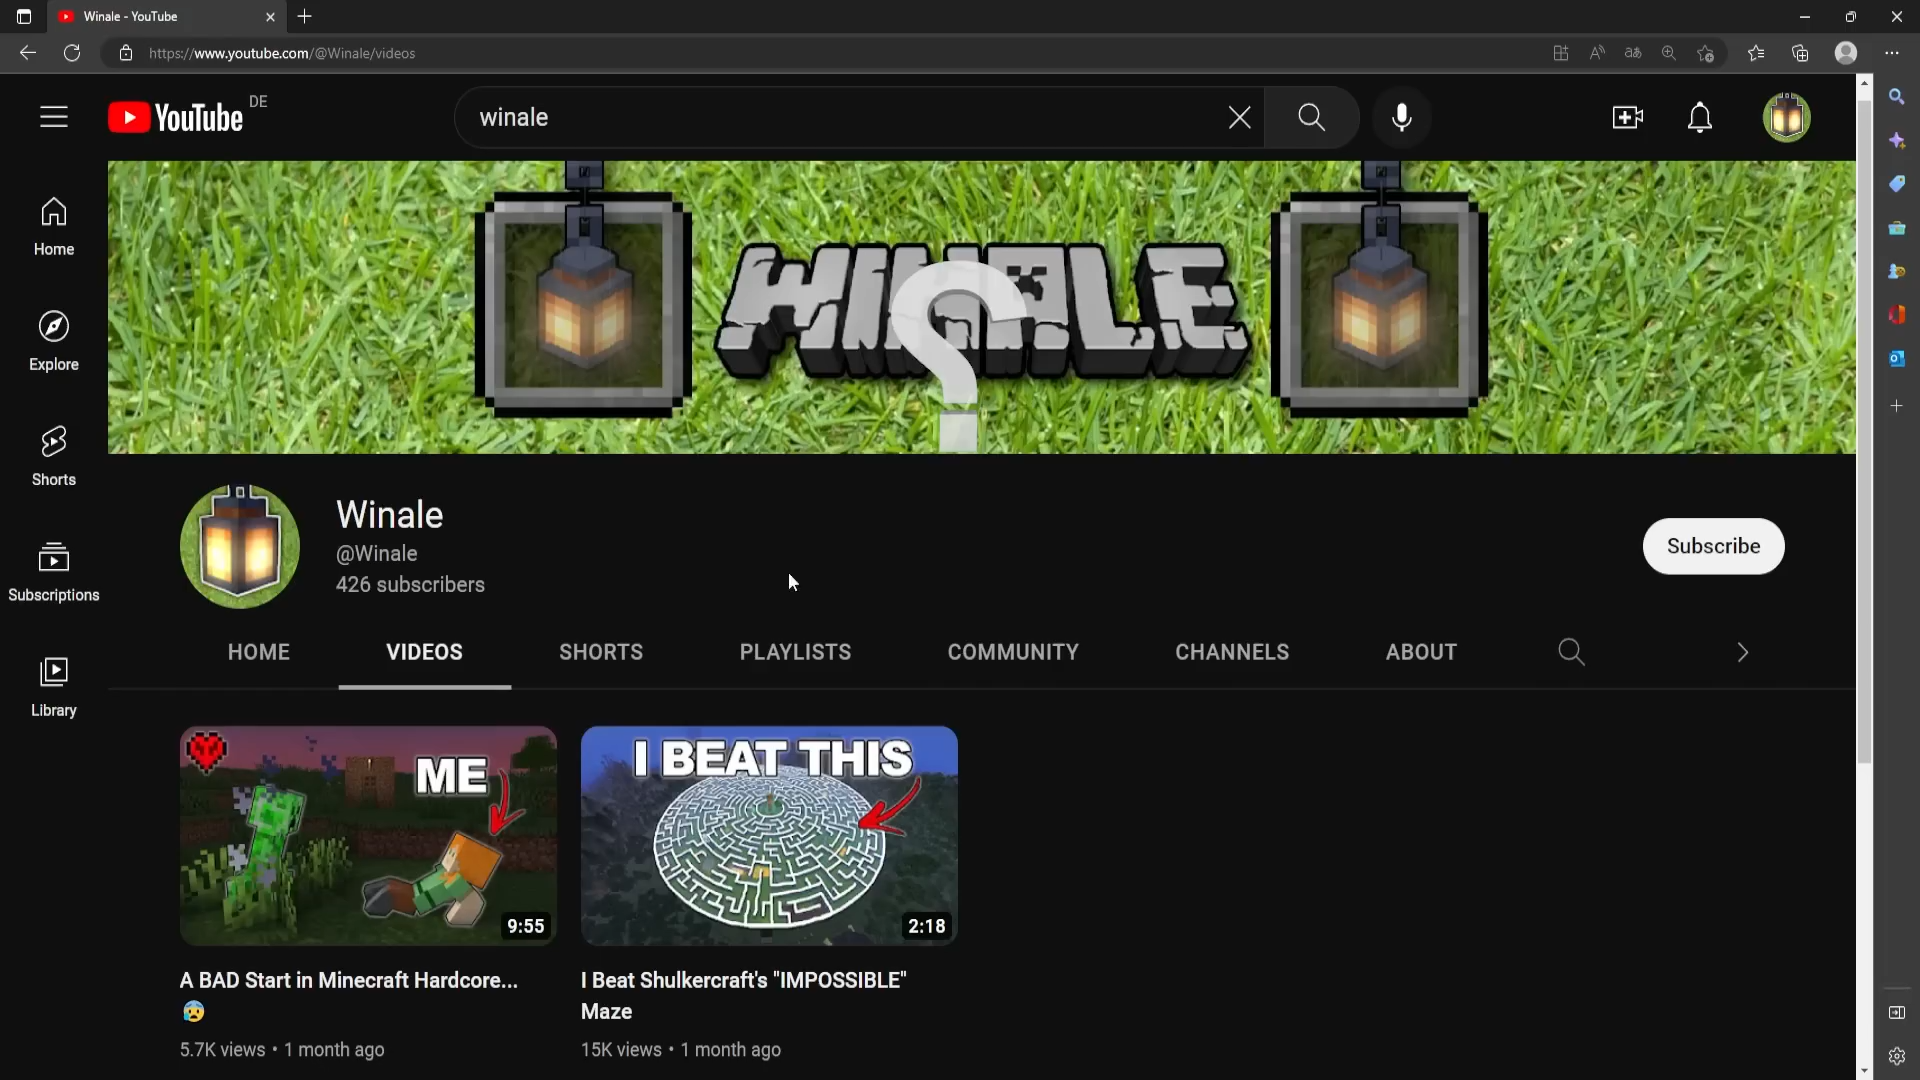 Winale - YouTube
https://www.youtube.com/@Winale/videos
YouTube DE
winale
Home
Explore
Shorts
Subscriptions
Library
WINALE
?
Winale
@Winale
426 subscribers
Subscribe
HOME VIDEOS SHORTS PLAYLISTS COMMUNITY CHANNELS ABOUT
ME
9:55
I BEAT THIS
2:18
A BAD Start in Minecraft Hardcore...
😰
5.7K views • 1 month ago
I Beat Shulkercraft's "IMPOSSIBLE"
Maze
15K views • 1 month ago